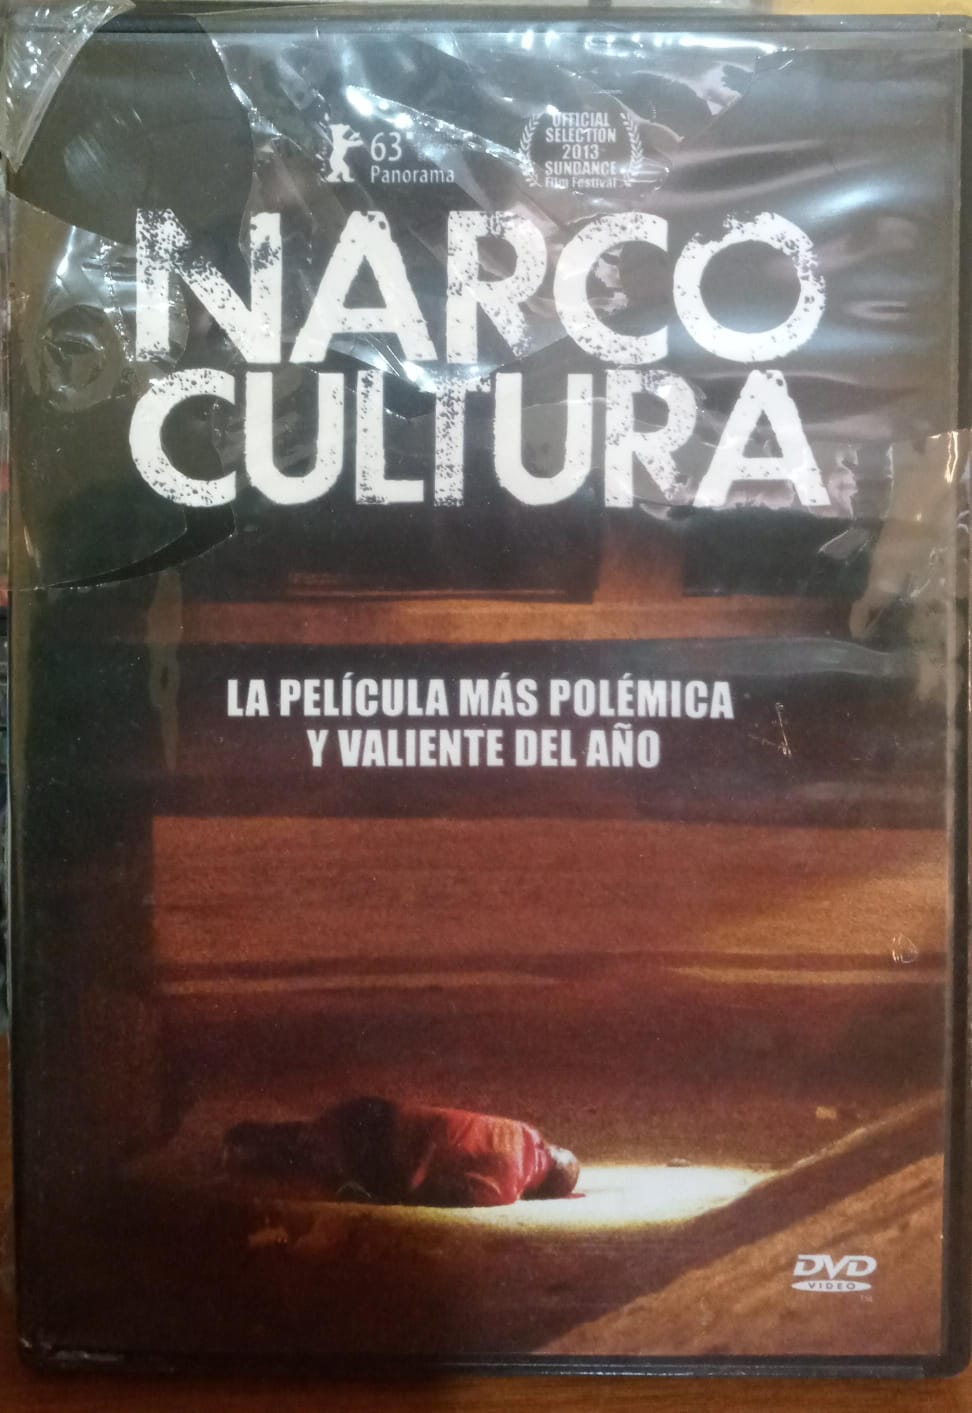 63
Panorama
OFFICIAL
SELECTION
2013
SUNDANCE
Film Festival
NARCO
CULTURA
LA PELÍCULA MÁS POLÉMICA
Y VALIENTE DEL AÑO
DVD
VIDEO
TM